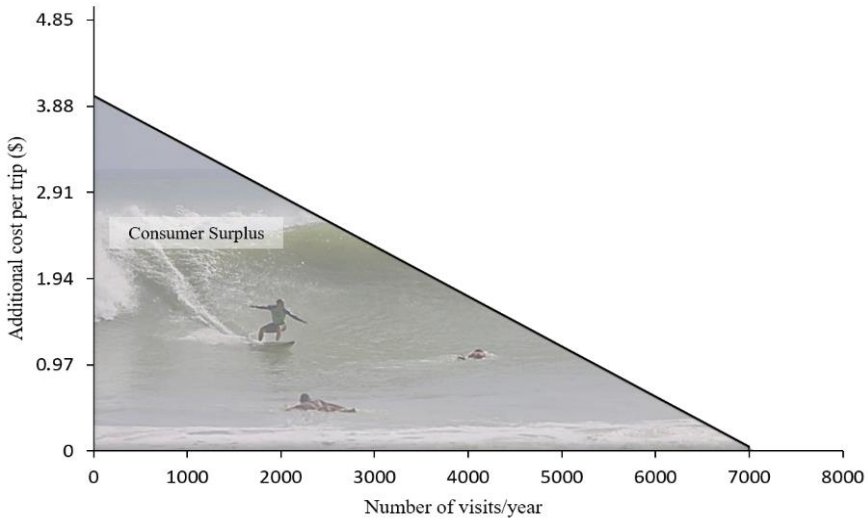 4.85
3.88
2.91
1.94
0.97
0
Additional cost per trip ($)
Consumer Surplus
0 1000 2000 3000 4000 5000 6000 7000 8000
Number of visits/year